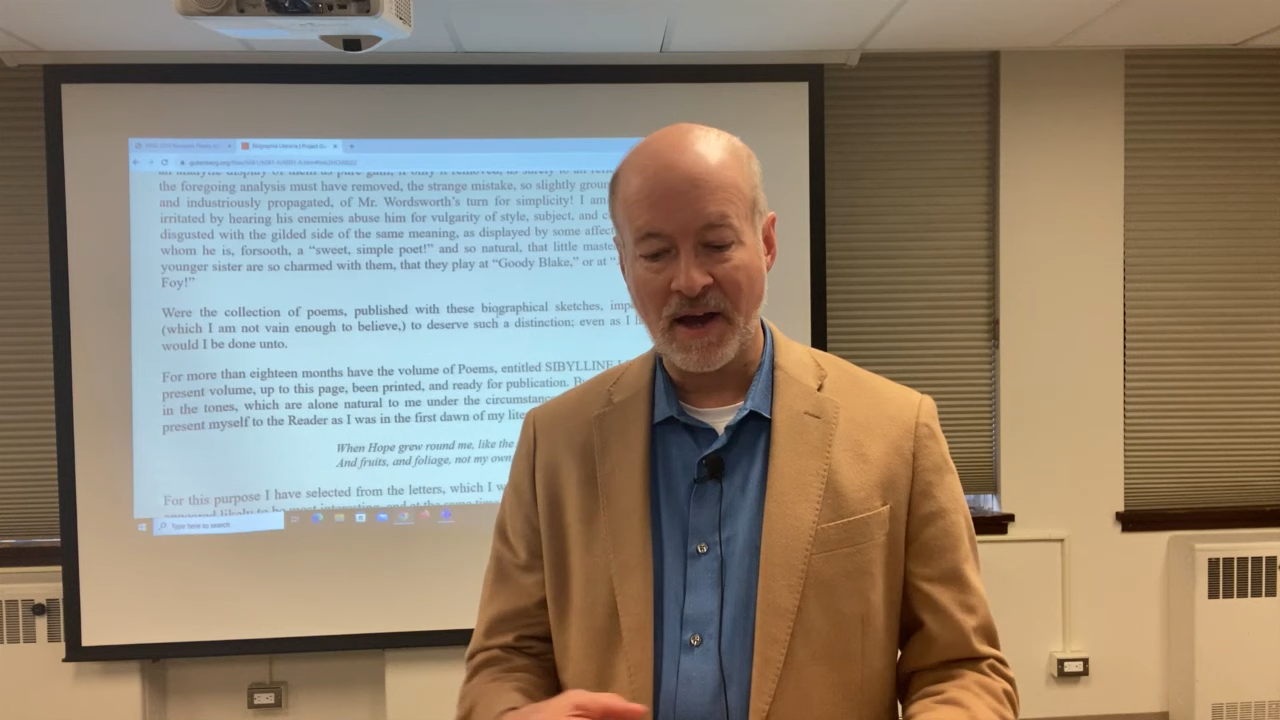 Biographia Literaria | Project Gu
the foregoing analysis must have removed, the strange mistake, so slightly
and industriously propagated, of Mr. Wordsworth's turn for simplicity! I am
irritated by hearing his enemies abuse him for vulgarity of style, subject, and
disgusted with the gilded side of the same meaning, as displayed by some
whom he is, forsooth, a "sweet, simple poet!" and so natural, that little
younger sister are so charmed with them, that they play at "Goody Blake," or at "
Foy!"
Were the collection of poems, published with these biographical sketches,
(which I am not vain enough to believe,) to deserve such a distinction; even as I
would I be done unto.
For more than eighteen months have the volume of Poems, entitled SIBYLLINE
present volume, up to this page, been printed, and ready for publication.
in the tones, which are alone natural to me under the
present myself to the Reader as I was in the first dawn of my
When Hope grew round me, like the
And fruits, and foliage, not my own,
For this purpose I have selected from the letters, which I
Type here to search